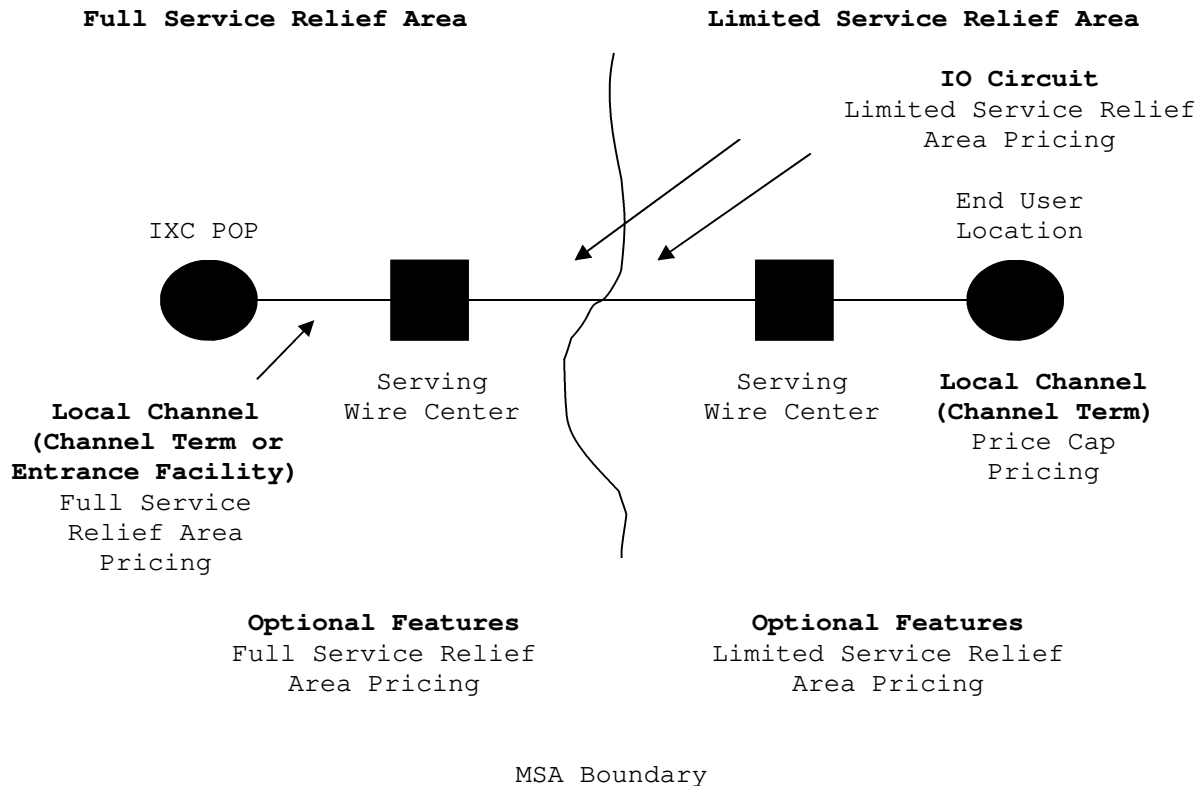 Full Service Relief Area
Limited Service Relief Area
IO Circuit
Limited Service Relief
Area Pricing
IXC POP
End User
Location
Serving
Wire Center
Serving
Wire Center
Local Channel
(Channel Term or
Entrance Facility)
Full Service
Relief Area
Pricing
Local Channel
(Channel Term)
Price Cap
Pricing
Optional Features
Full Service Relief
Area Pricing
Optional Features
Limited Service Relief
Area Pricing
MSA Boundary